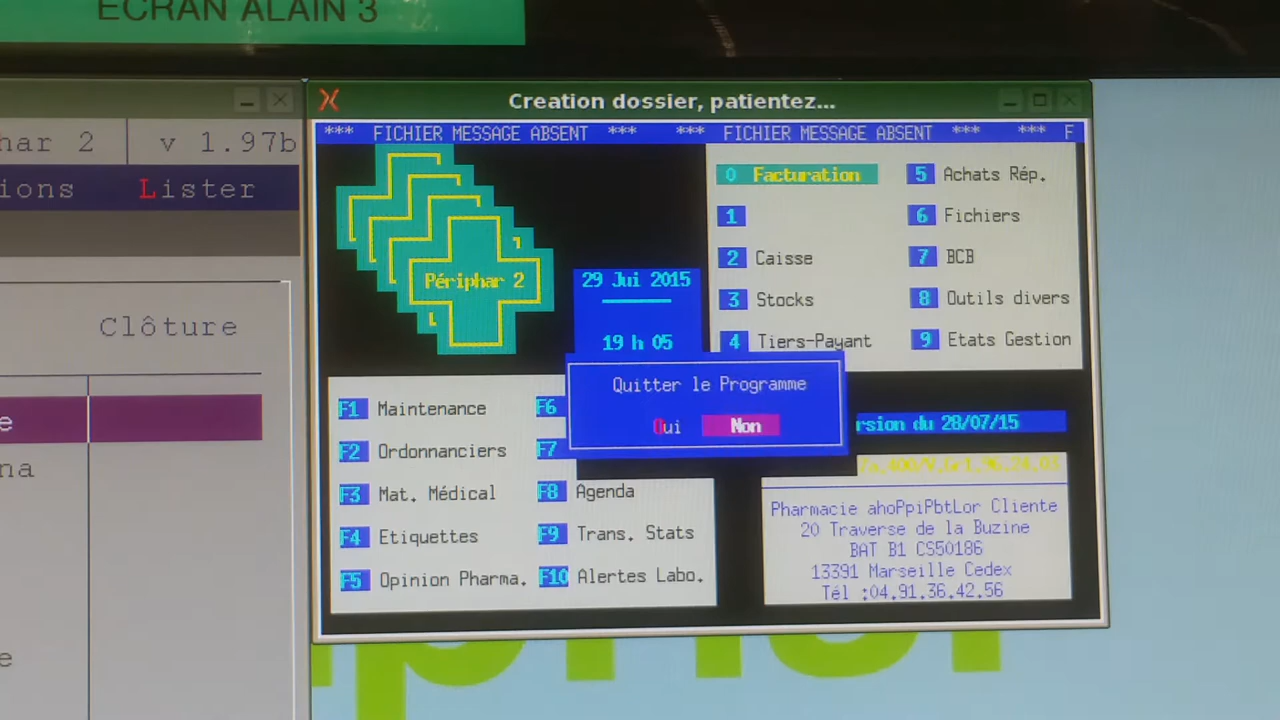 ECRAN ALAIN 3
Creation dossier, patientez...
har 2
v 1.97b
ions
Lister
Clôture
e
na
e
*** FICHIER MESSAGE ABSENT *** *** FICHIER MESSAGE ABSENT *** *** F
Périphar 2
29 Jui 2015
19 h 05
0 Facturation
1
2 Caisse
3 Stocks
4 Tiers-Payant
5 Achats Rép.
6 Fichiers
7 BCB
8 Outils divers
9 Etats Gestion
Quitter le Programme
Oui Non
F1 Maintenance
F2 Ordonnanciers
F3 Mat. Médical
F4 Etiquettes
F5 Opinion Pharma.
F6
F7
F8 Agenda
F9 Trans. Stats
F10 Alertes Labo.
rsion du 28/07/15
Pharmacie ahoPpiPbtLor Cliente
20 Traverse de la Buzine
BAT B1 CS50186
13391 Marseille Cedex
Tél :04.91.36.42.56